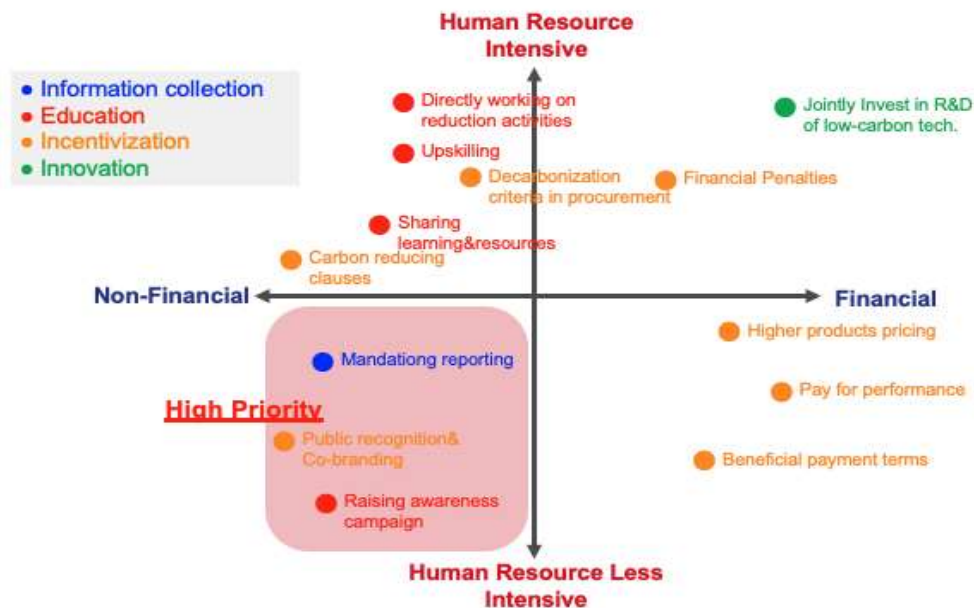 Human Resource
Intensive
• Information collection
• Education
• Incentivization
• Innovation
Directly working on
reduction activities
Jointly Invest in R&D
of low-carbon tech.
Upskilling
Decarbonization
criteria in procurement
Financial Penalties
Sharing
learning&resources
Carbon reducing
clauses
Non-Financial
Financial
Higher products pricing
Mandationg reporting
Pay for performance
High Priority
Public recognition&
Co-branding
Beneficial payment terms
Raising awareness
campaign
Human Resource Less
Intensive